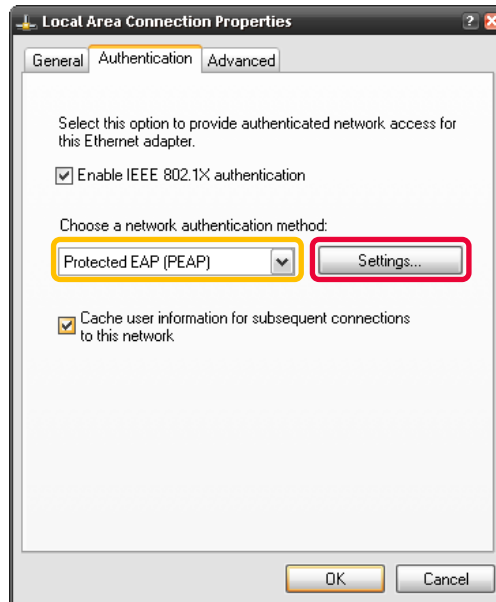 Local Area Connection Properties
General Authentication Advanced
Select this option to provide authenticated network access for
this Ethernet adapter.
Enable IEEE 802.1X authentication
Choose a network authentication method:
Protected EAP (PEAP) Settings...
Cache user information for subsequent connections
to this network
OK Cancel